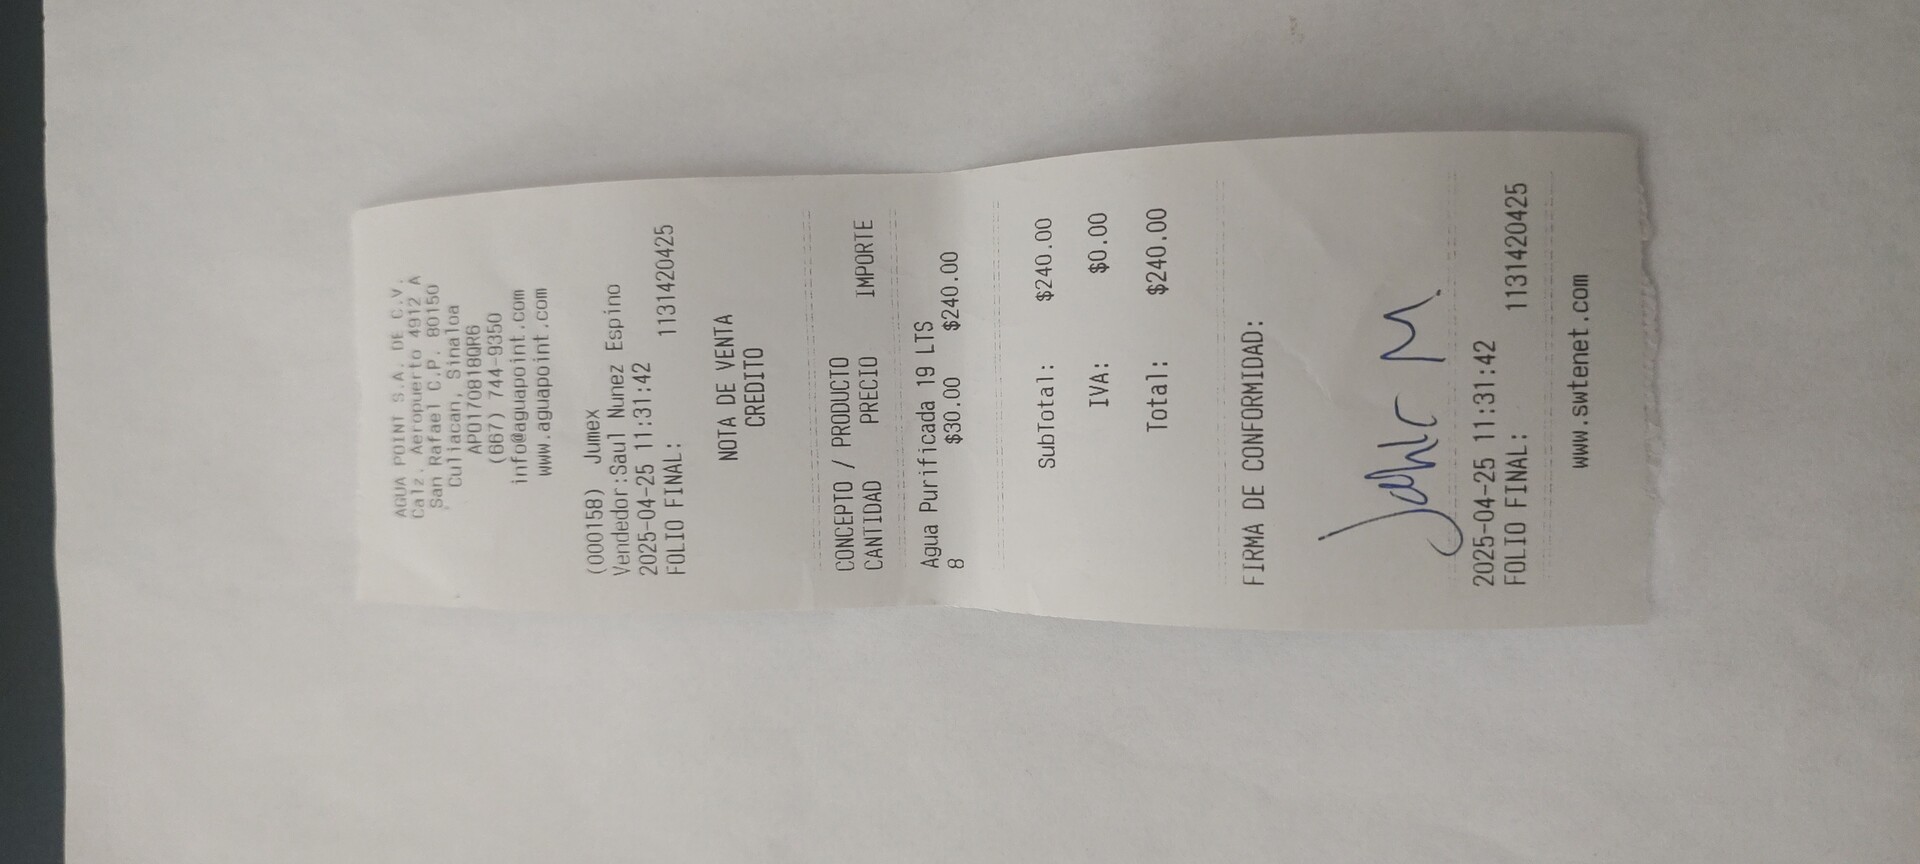 AGUA POINT S.A. DE C.V.
Calz. Aeropuerto 4912 A
San Rafael C.P. 80150
Culiacan, Sinaloa
APO170818QR6
(667) 744-9350
info@aguapoint.com
www.aguapoint.com
(000158) Jumex
Vendedor:Saul Nunez Espino
2025-04-25 11:31:42
FOLIO FINAL: 1131420425
NOTA DE VENTA
CREDITO
CONCEPTO / PRODUCTO
CANTIDAD PRECIO IMPORTE
Agua Purificada 19 LTS
8 $30.00 $240.00
SubTotal: $240.00
IVA: $0.00
Total: $240.00
FIRMA DE CONFORMIDAD:
M.
2025-04-25 11:31:42
FOLIO FINAL: 1131420425
www.swtenet.com